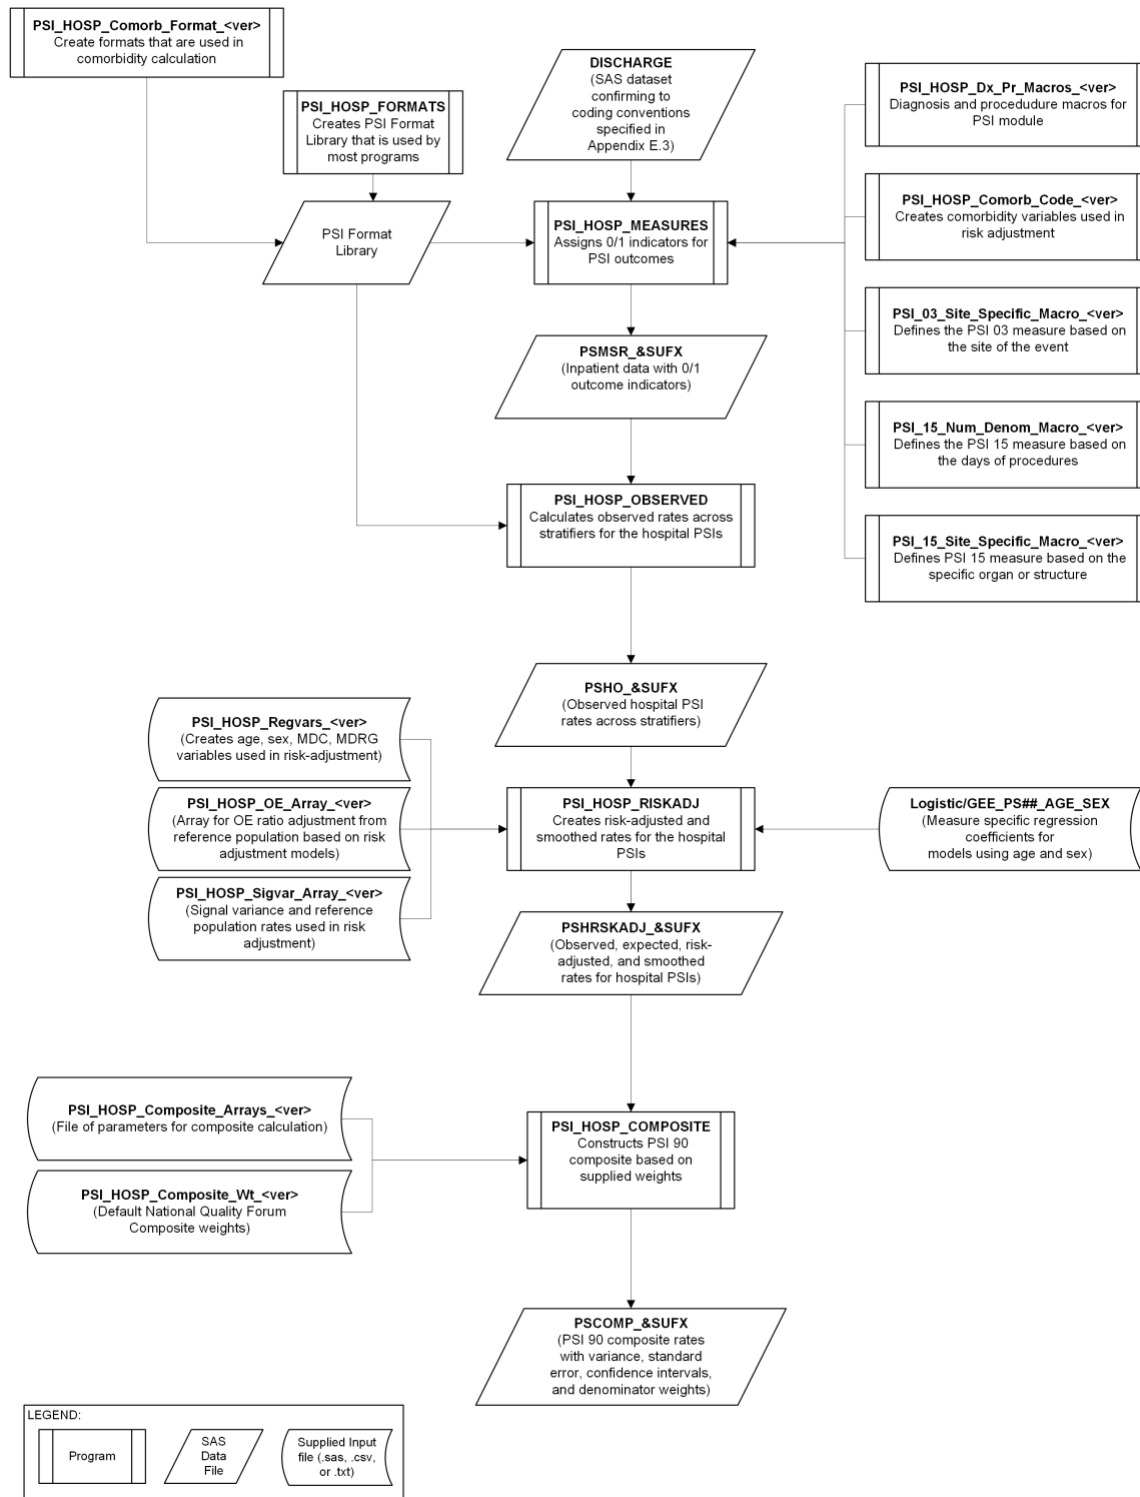 PSI_HOSP_Comorb_Format_<ver>
Create formats that are used in
comorbidity calculation
PSI_HOSP_FORMATS
Creates PSI Format
Library that is used by
most programs
DISCHARGE
(SAS dataset
confirming to
coding conventions
specified in
Appendix E.3)
PSI_HOSP_Dx_Pr_Macros_<ver>
Diagnosis and procedudure macros for
PSI module
PSI Format
Library
PSI_HOSP_MEASURES
Assigns 0/1 indicators for
PSI outcomes
PSI_HOSP_Comorb_Code_<ver>
Creates comorbidity variables used in
risk adjustment
PSI_03_Site_Specific_Macro_<ver>
Defines the PSI 03 measure based on
the site of the event
PSMSR_&SUFX
(Inpatient data with 0/1
outcome indicators)
PSI_15_Num_Denom_Macro_<ver>
Defines the PSI 15 measure based on
the days of procedures
PSI_HOSP_OBSERVED
Calculates observed rates across
stratifiers for the hospital PSIs
PSI_15_Site_Specific_Macro_<ver>
Defines PSI 15 measure based on the
specific organ or structure
PSHO_&SUFX
(Observed hospital PSI
rates across stratifiers)
PSI_HOSP_Regvars_<ver>
(Creates age, sex, MDC, MDRG
variables used in risk-adjustment)
PSI_HOSP_OE_Array_<ver>
(Array for OE ratio adjustment from
reference population based on risk
adjustment models)
PSI_HOSP_Sigvar_Array_<ver>
(Signal variance and reference
population rates used in risk
adjustment)
PSI_HOSP_RISKADJ
Creates risk-adjusted and
smoothed rates for the hospital
PSIs
Logistic/GEE_PS##_AGE_SEX
(Measure specific regression
coefficients for
models using age and sex)
PSHRSKADJ_&SUFX
(Observed, expected, risk-
adjusted, and smoothed
rates for hospital PSIs)
PSI_HOSP_Composite_Arrays_<ver>
(File of parameters for composite calculation)
PSI_HOSP_Composite_Wt_<ver>
(Default National Quality Forum
Composite weights)
PSI_HOSP_COMPOSITE
Constructs PSI 90
composite based on
supplied weights
PSCOMP_&SUFX
(PSI 90 composite rates
with variance, standard
error, confidence intervals,
and denominator weights)
LEGEND:
Program
SAS
Data
File
Supplied Input
file (.sas, .csv,
or .txt)